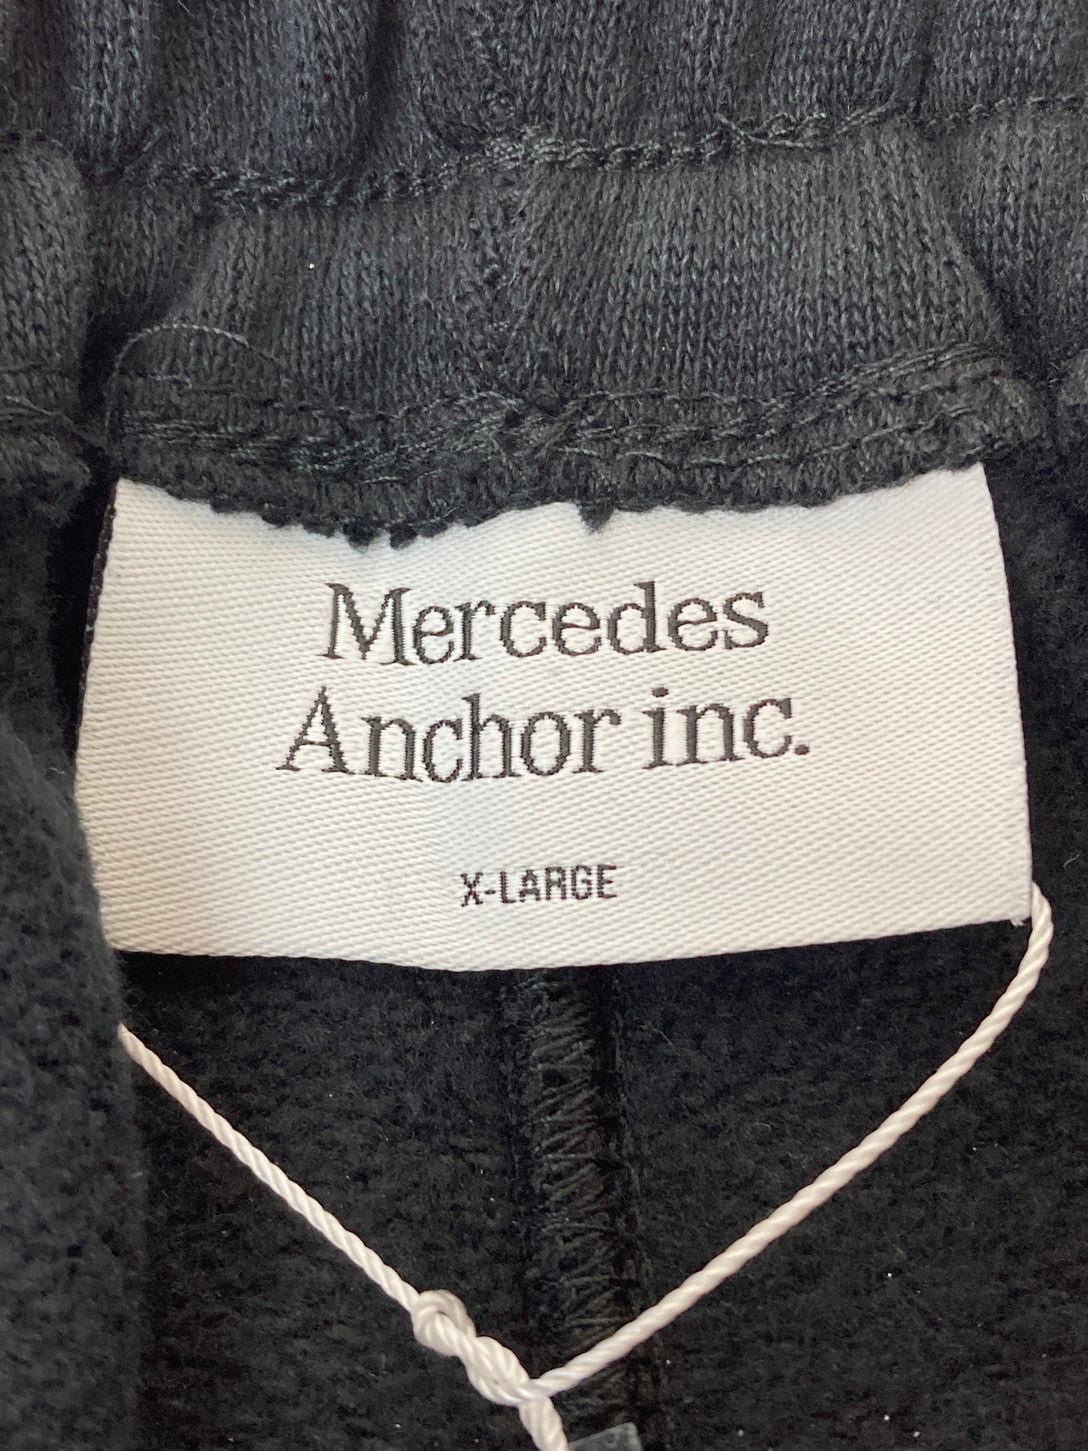 Mercedes
Anchor inc.
X-LARGE